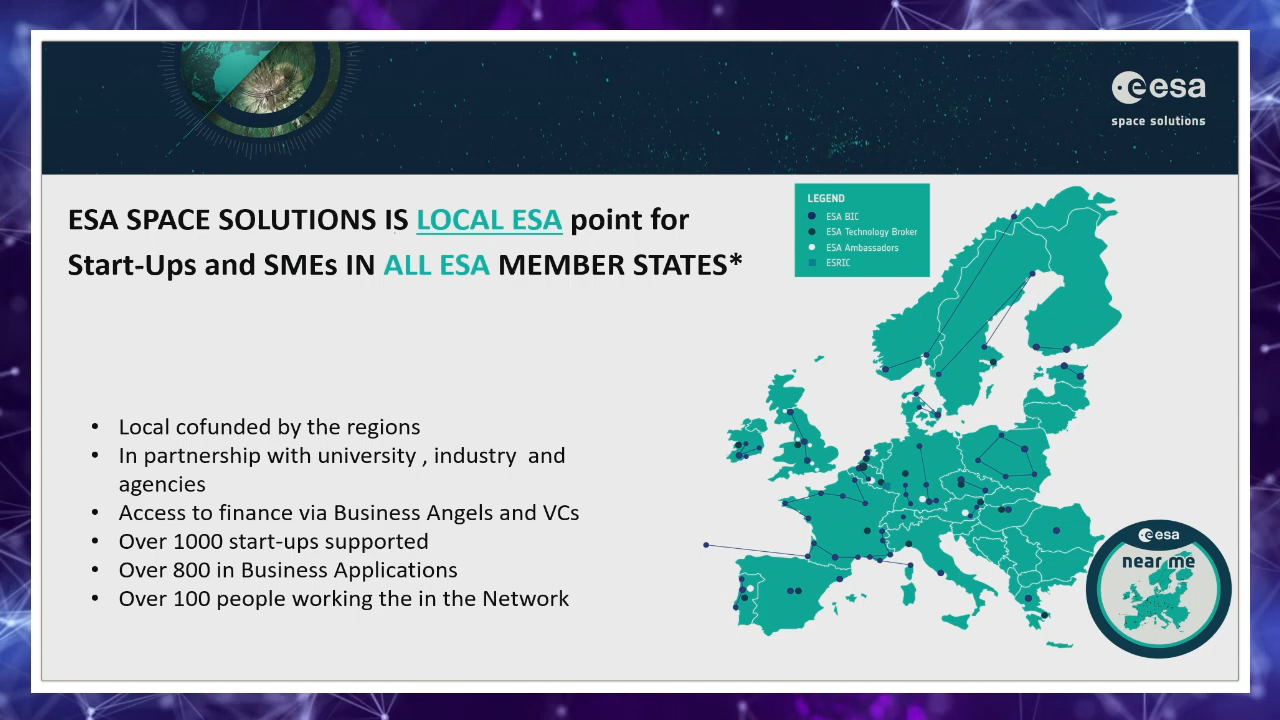 esa
space solutions
ESA SPACE SOLUTIONS IS LOCAL ESA point for
Start-Ups and SMEs IN ALL ESA MEMBER STATES*
LEGEND
ESA BIC
ESA Technology Broker
ESA Ambassadors
ESRIC
• Local cofunded by the regions
• In partnership with university , industry and
agencies
• Access to finance via Business Angels and VCs
• Over 1000 start-ups supported
• Over 800 in Business Applications
• Over 100 people working the in the Network
esa
near me